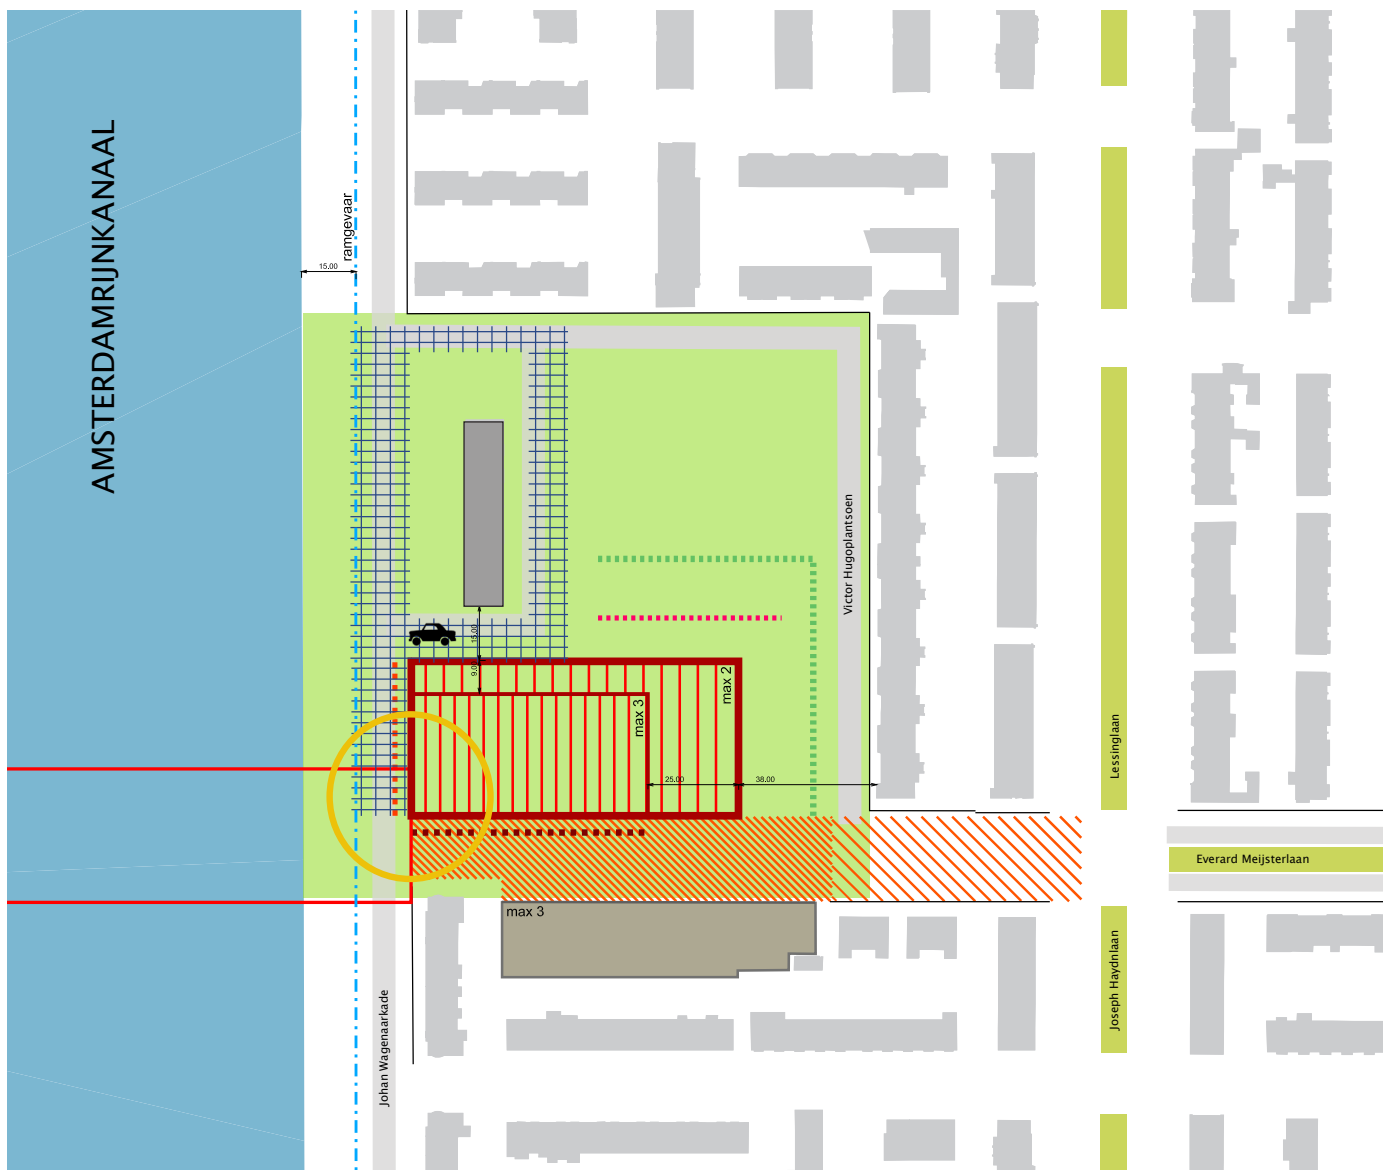 AMSTERDAMRIJNKANAAL
ramgevaar
15.00
Victor Hugoplantsoen
15.00
9.00
max 2
max 3
25.00
38.00
Lessinglaan
Everard Meijsterlaan
max 3
Joseph Haydnlaan
Johan Wagenaarkade